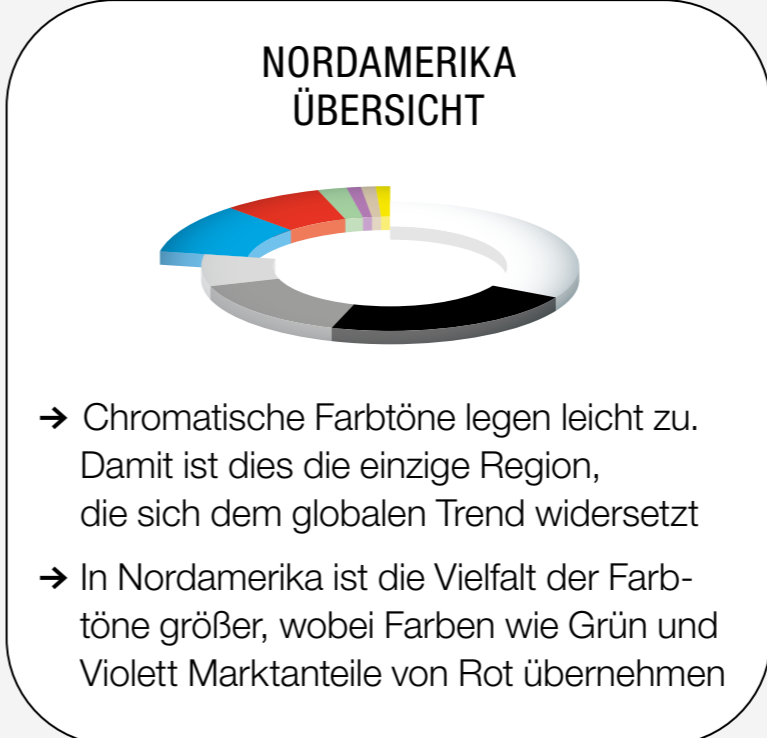 NORDAMERIKA
ÜBERSICHT
→ Chromatische Farbtöne legen leicht zu.
Damit ist dies die einzige Region,
die sich dem globalen Trend widersetzt
→ In Nordamerika ist die Vielfalt der Farb-
töne größer, wobei Farben wie Grün und
Violett Marktanteile von Rot übernehmen